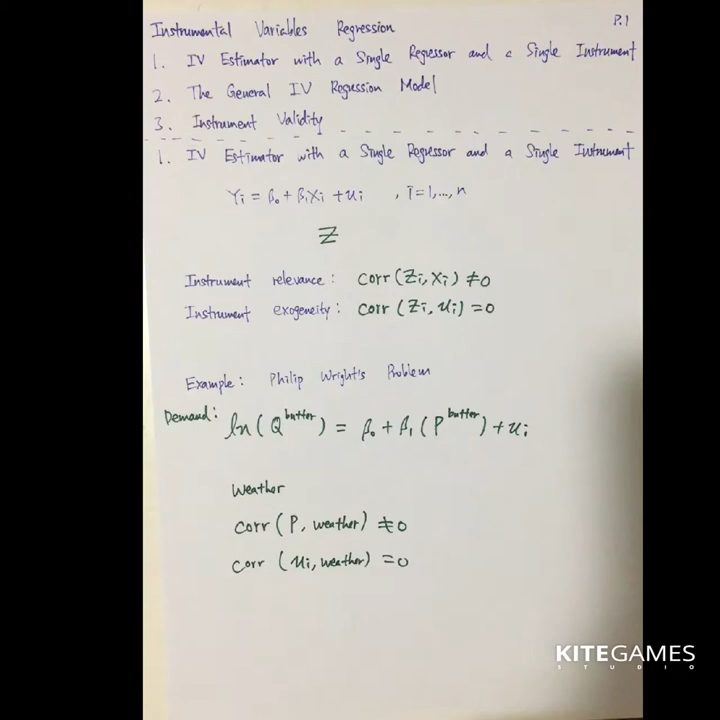 Instrumental Variables Regression P.1
1. IV Estimator with a Single Regressor and a Single Instrument
2. The General IV Regression Model
3. Instrument Validity
1. IV Estimator with a Single Regressor and a Single Instrument
Yi = β₀ + β₁Xi + ui , i=1,...,n
Z
Instrument relevance: corr(Zi, Xi) ≠0
Instrument exogeneity: corr(Zi, ui) =0
Example: Philip Wright's Problem
Demand: ln(Q^butter) = β₀ + β₁(P^butter) + ui
Weather
corr(P, weather) ≠0
corr(ui, weather) =0
KITEGAMES
STUDIO